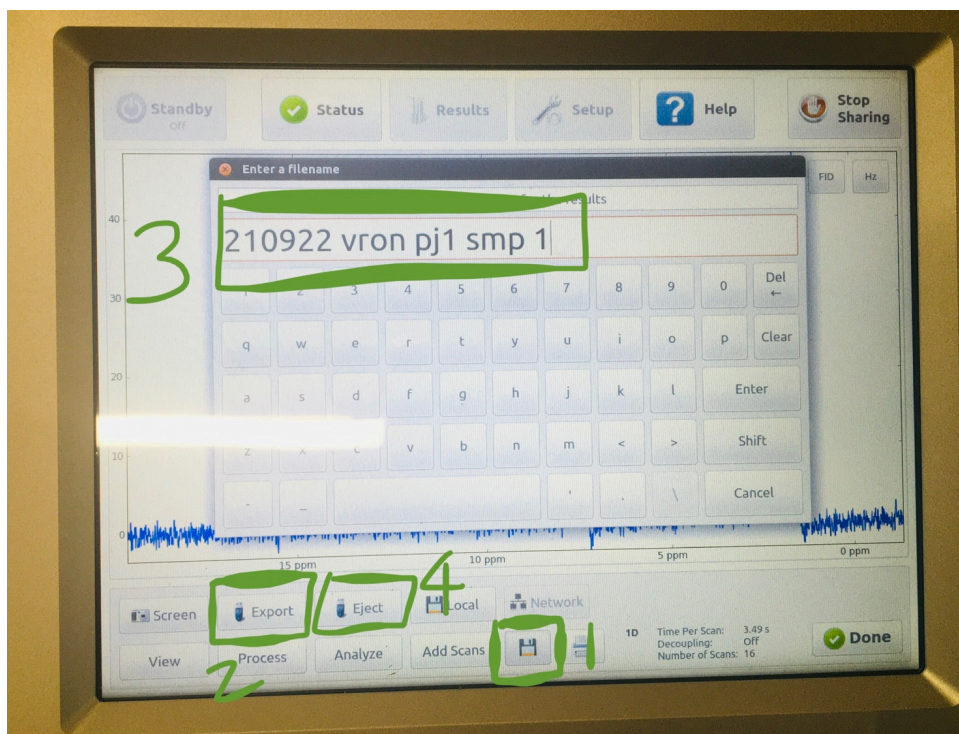 Standby
Off
Status
Results
Setup
Help
Stop
Sharing
Enter a filename
the results
FID
Hz
210922 vron pj1 smp 1
3
40
30
20
10
0
1 2 3 4 5 6 7 8 9 0 Del
←
q w e r t y u i o p Clear
a s d f g h j k l Enter
z x c v b n m < > Shift
- _ ' . \ Cancel
15 ppm
10 ppm
5 ppm
0 ppm
4
Screen
Export
Eject
Local
Network
View
Process
Analyze
Add Scans
1
2
1D
Time Per Scan: 3.49 s
Decoupling: Off
Number of Scans: 16
Done